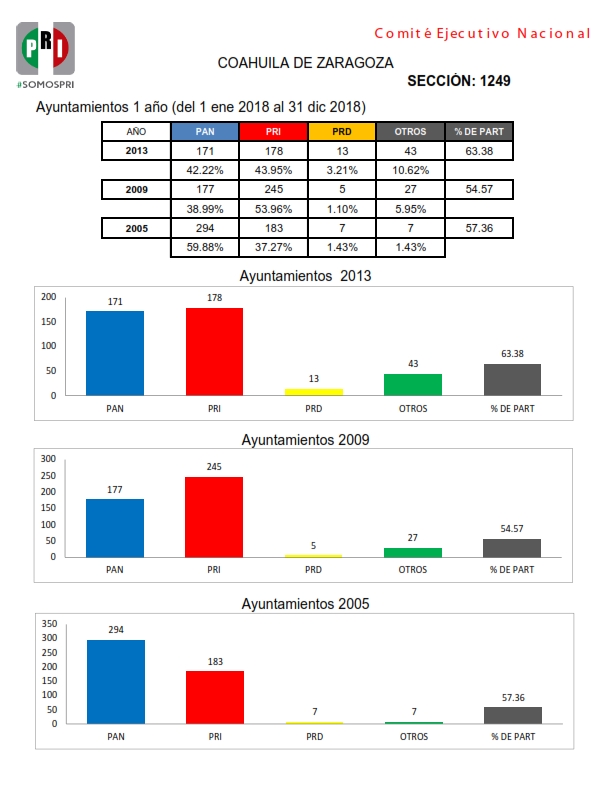 PRI
#SOMOSPRI
Comité Ejecutivo Nacional
COAHUILA DE ZARAGOZA
SECCIÓN: 1249
Ayuntamientos 1 año (del 1 ene 2018 al 31 dic 2018)
AÑO PAN PRI PRD OTROS % DE PART
2013 171 178 13 43 63.38
42.22% 43.95% 3.21% 10.62%
2009 177 245 5 27 54.57
38.99% 53.96% 1.10% 5.95%
2005 294 183 7 7 57.36
59.88% 37.27% 1.43% 1.43%
Ayuntamientos 2013
200
150
100
50
0
171 178 13 43 63.38
PAN PRI PRD OTROS % DE PART
Ayuntamientos 2009
300
250
200
150
100
50
0
177 245 5 27 54.57
PAN PRI PRD OTROS % DE PART
Ayuntamientos 2005
350
300
250
200
150
100
50
0
294 183 7 7 57.36
PAN PRI PRD OTROS % DE PART